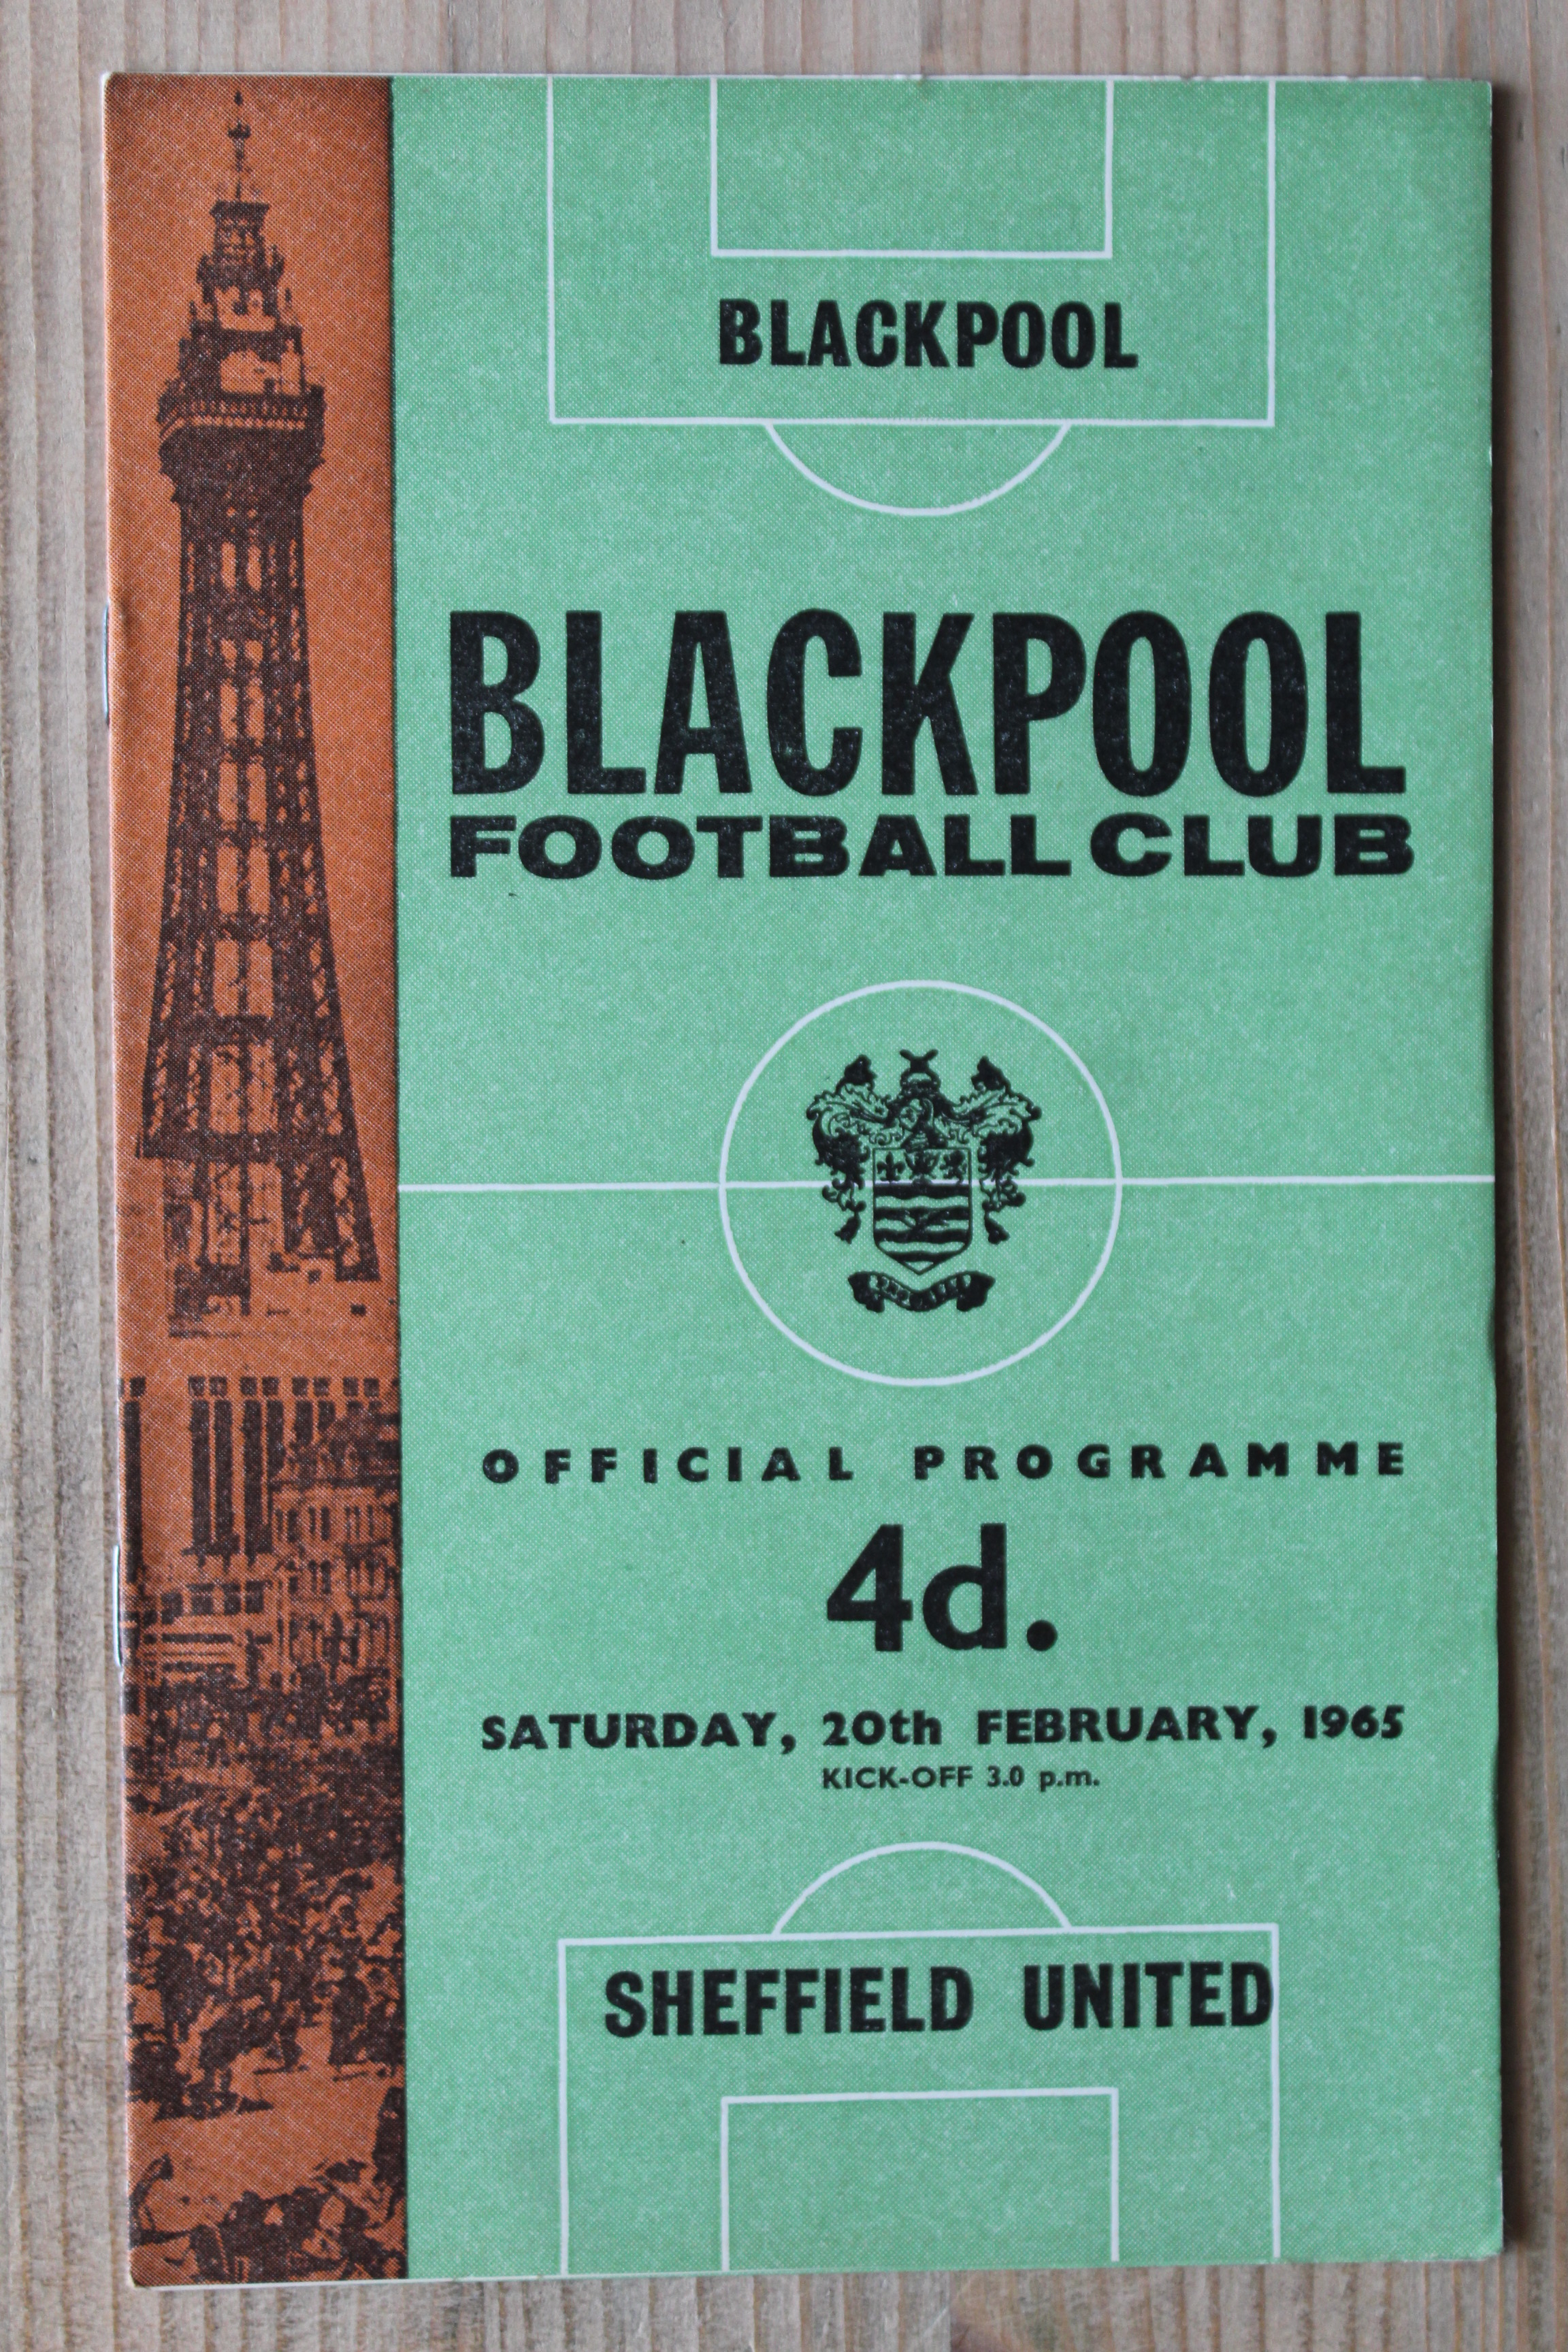 BLACKPOOL
BLACKPOOL
FOOTBALL CLUB
OFFICIAL PROGRAMME
4d.
SATURDAY, 20th FEBRUARY, 1965
KICK-OFF 3.0 p.m.
SHEFFIELD UNITED